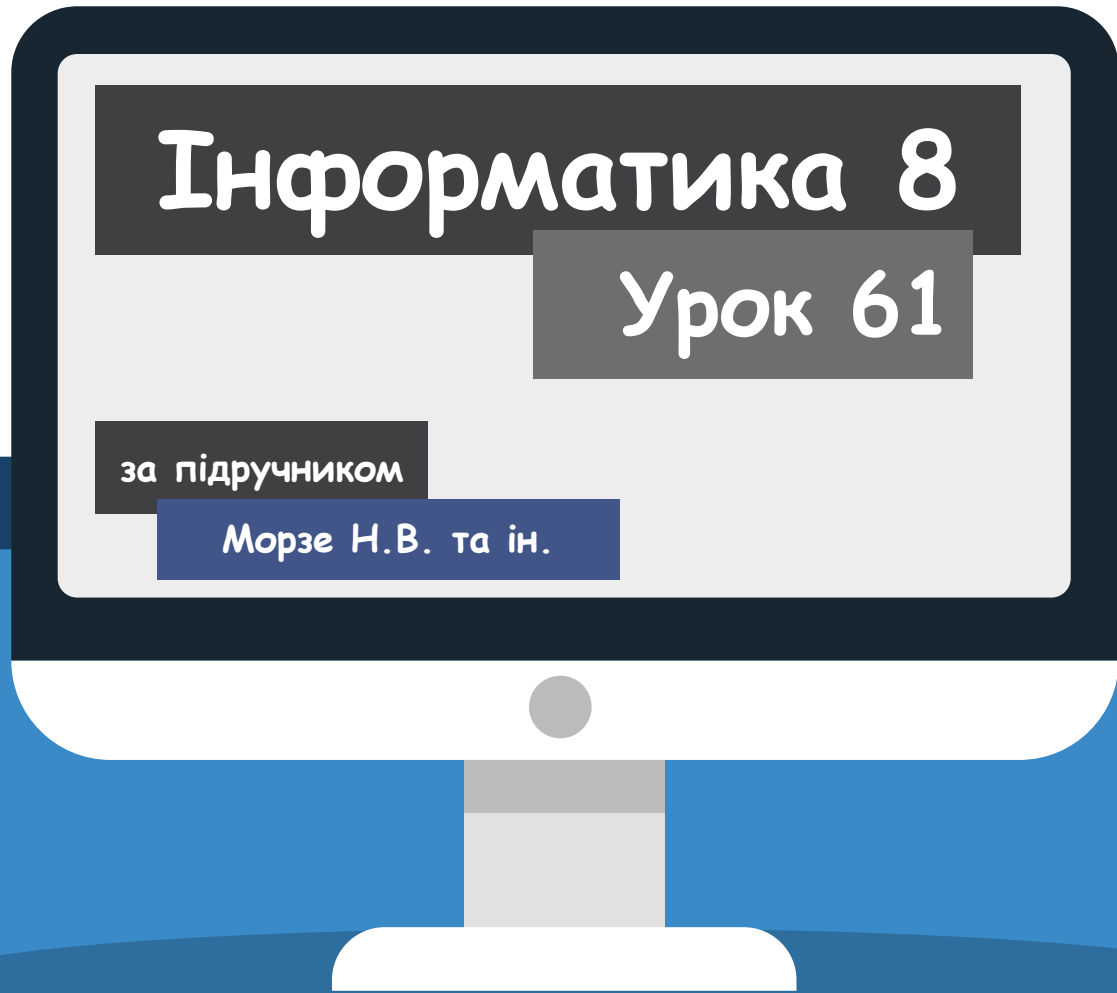 Інформатика 8
Урок 61
за підручником
Морзе Н.В. та ін.